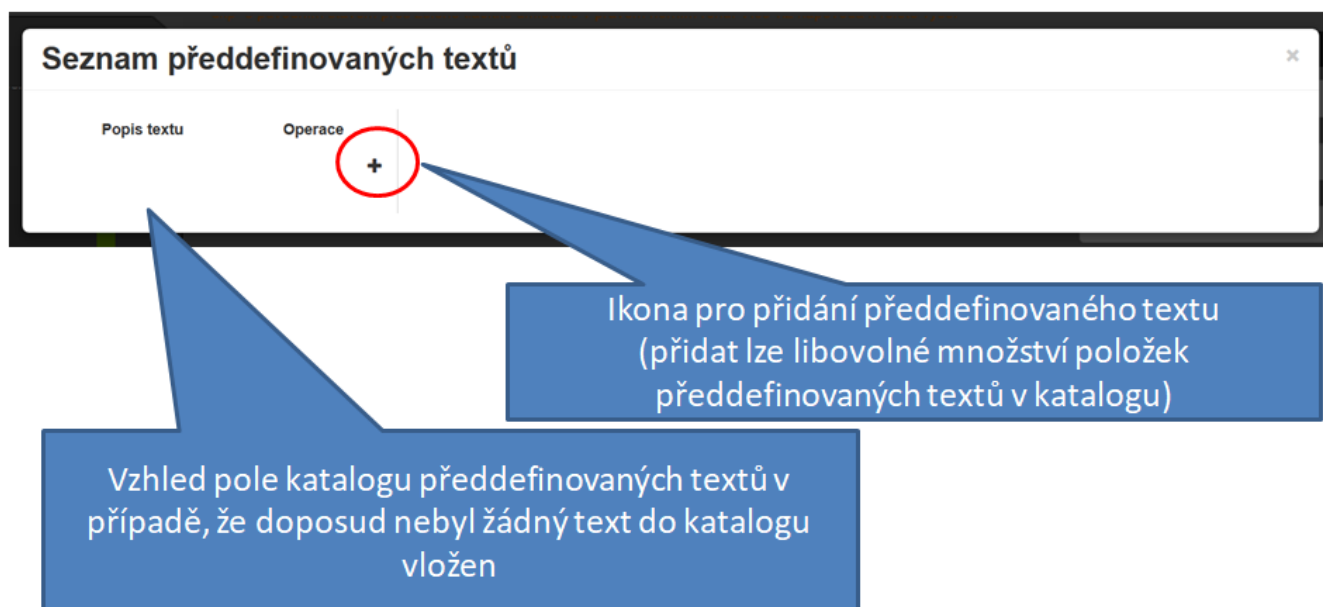 Seznam předdefinovaných textů ×
Popis textu Operace
+
Ikona pro přidání předdefinovaného textu
(přidat lze libovolné množství položek
předdefinovaných textů v katalogu)
Vzhled pole katalogu předdefinovaných textů v
případě, že doposud nebyl žádný text do katalogu
vložen